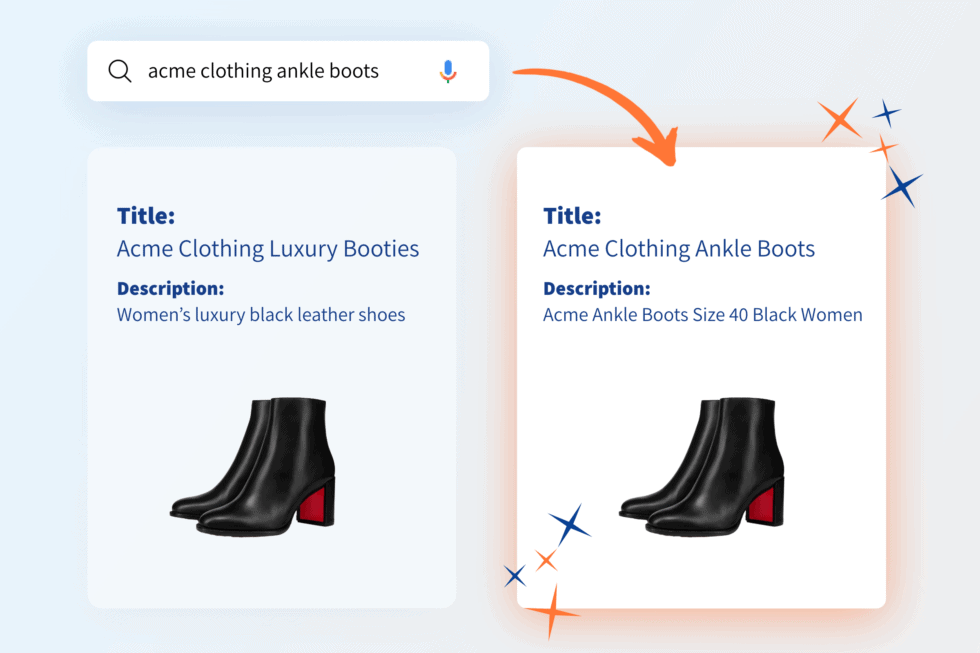 acme clothing ankle boots
Title:
Acme Clothing Luxury Booties
Description:
Women’s luxury black leather shoes
Title:
Acme Clothing Ankle Boots
Description:
Acme Ankle Boots Size 40 Black Women